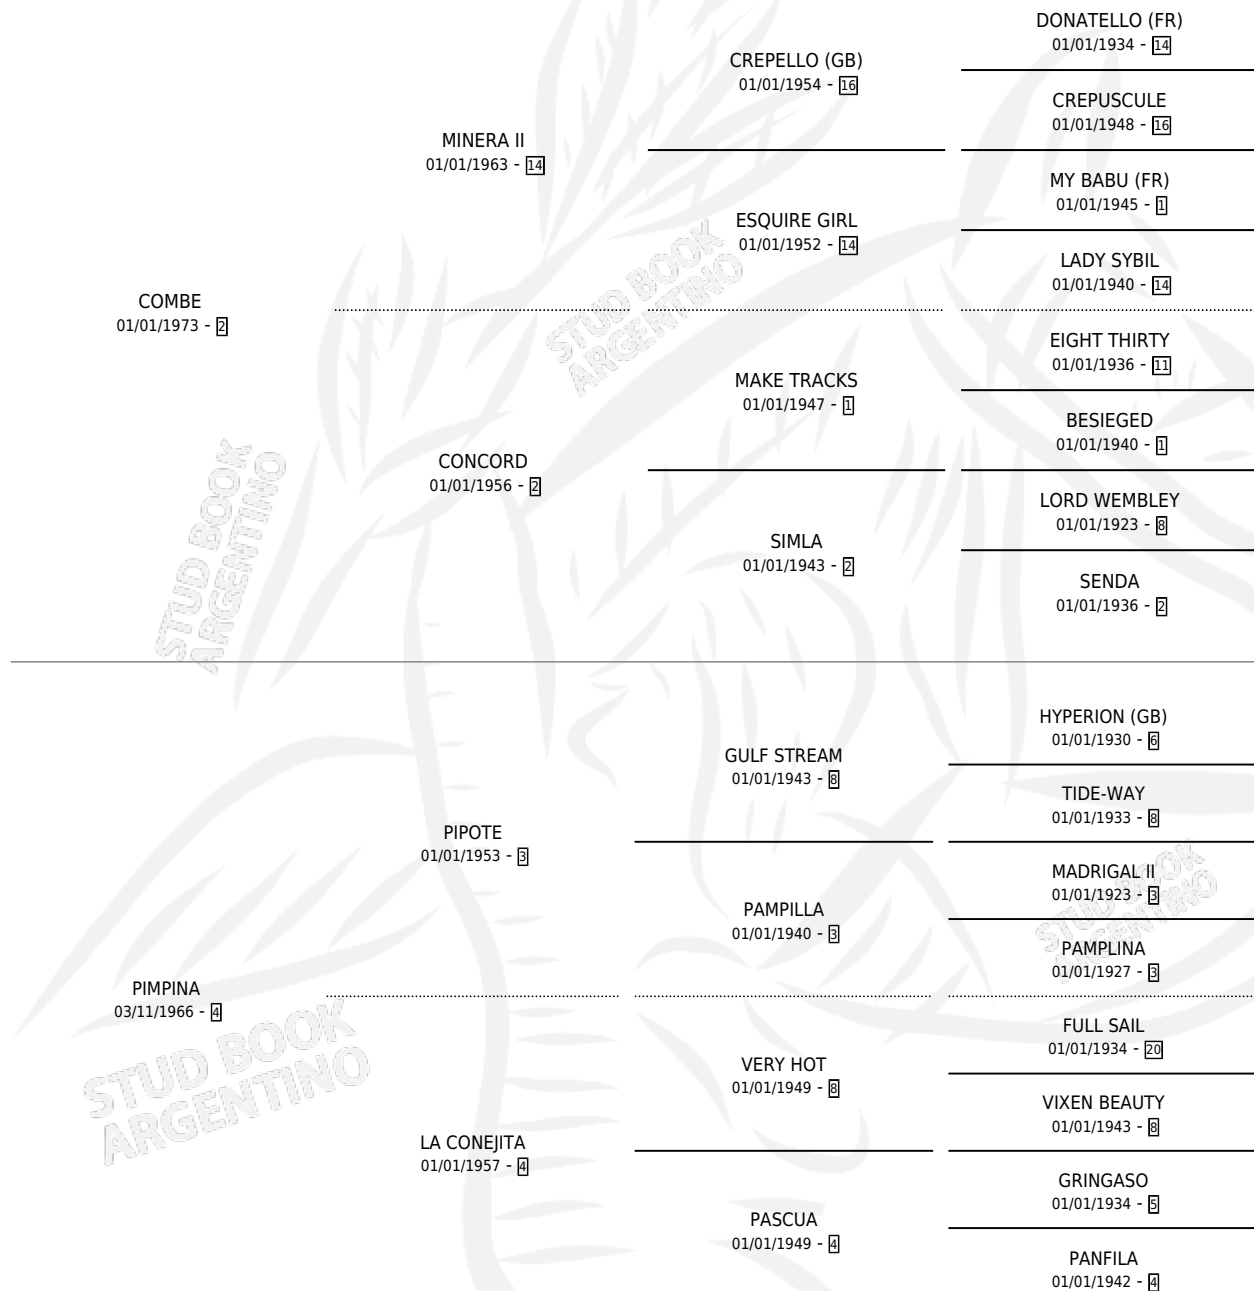 DONATELLO (FR)
01/01/1934 - 14
CREPELLO (GB)
01/01/1954 - 16
CREPUSCULE
01/01/1948 - 16
MINERA II
01/01/1963 - 14
MY BABU (FR)
01/01/1945 - 1
ESQUIRE GIRL
01/01/1952 - 14
LADY SYBIL
01/01/1940 - 14
COMBE
01/01/1973 - 2
EIGHT THIRTY
01/01/1936 - 11
MAKE TRACKS
01/01/1947 - 1
BESIEGED
01/01/1940 - 1
CONCORD
01/01/1956 - 2
LORD WEMBLEY
01/01/1923 - 8
SIMLA
01/01/1943 - 2
SENDA
01/01/1936 - 2
HYPERION (GB)
01/01/1930 - 6
GULF STREAM
01/01/1943 - 8
TIDE-WAY
01/01/1933 - 8
PIPOTE
01/01/1953 - 3
MADRIGAL II
01/01/1923 - 3
PAMPILLA
01/01/1940 - 3
PAMPLINA
01/01/1927 - 3
PIMPINA
03/11/1966 - 4
FULL SAIL
01/01/1934 - 20
VERY HOT
01/01/1949 - 8
VIXEN BEAUTY
01/01/1943 - 8
LA CONEJITA
01/01/1957 - 4
GRINGASO
01/01/1934 - 5
PASCUA
01/01/1949 - 4
PANFILA
01/01/1942 - 4
STUD BOOK
ARGENTINO
STUD BOOK
ARGENTINO
STUD BOOK
ARGENTINO
STUD BOOK
ARGENTINO